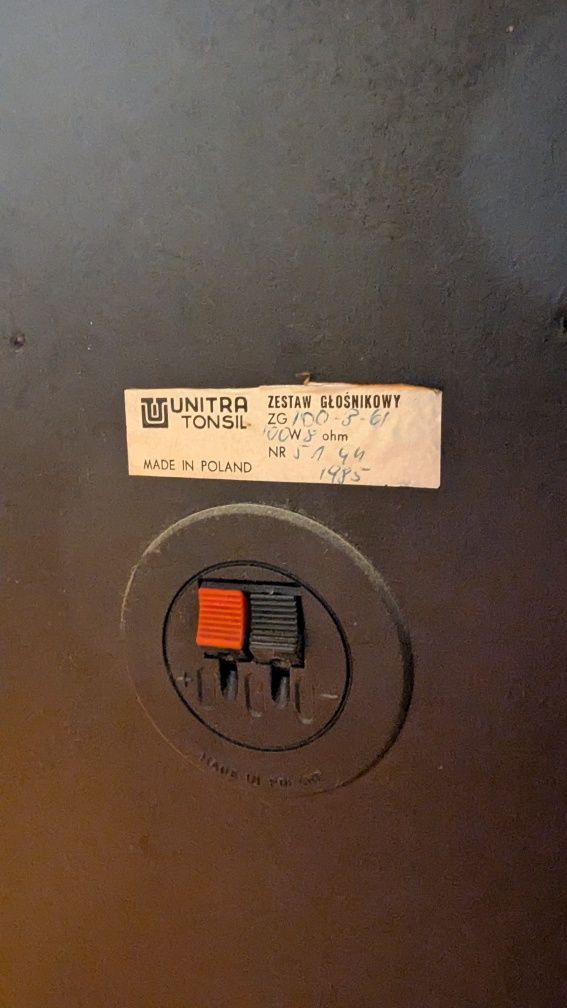 UNITRA
TONSIL
MADE IN POLAND
ZESTAW GŁOŚNIKOWY
ZG 100-3-61
100W 8 ohm
NR 5144
1985
+ -
MADE IN POLAND